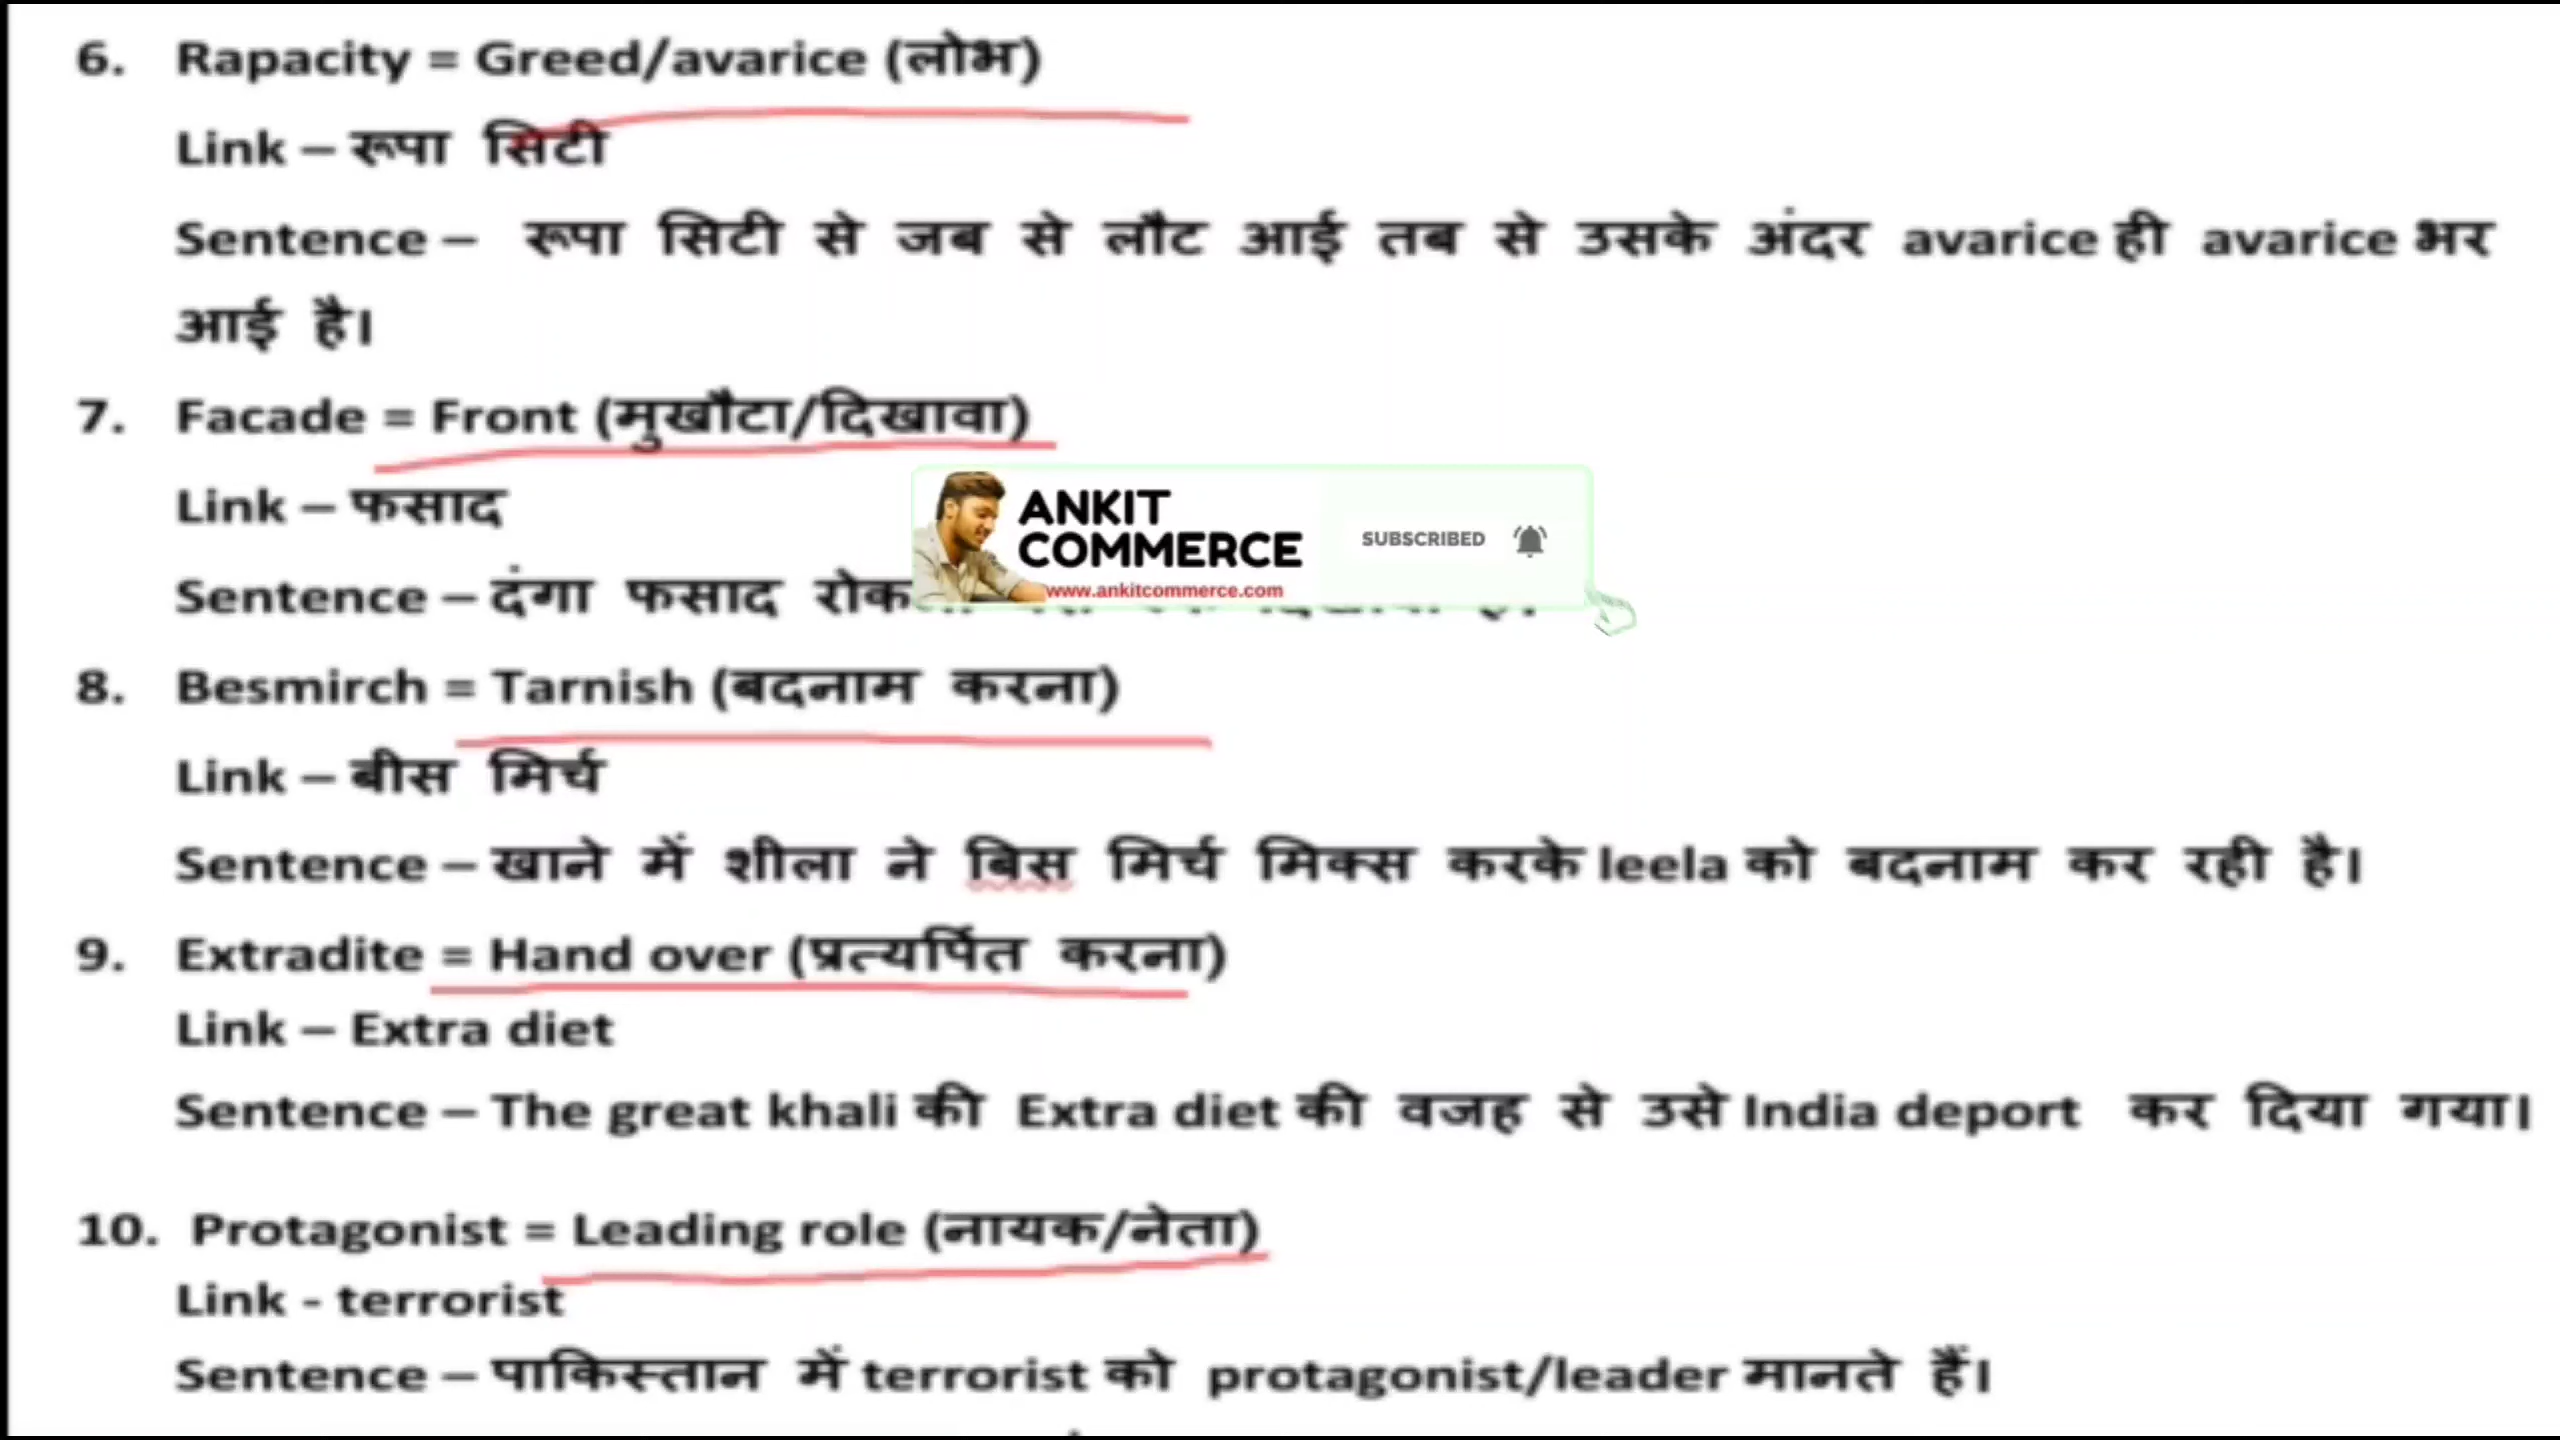 6. Rapacity = Greed/avarice (लोभ)
Link – रूपा सिटी
Sentence – रूपा सिटी से जब से लौट आई तब से उसके अंदर avarice ही avarice भर
आई है।
7. Facade = Front (मुखौटा/दिखावा)
Link – फसाद
ANKIT
COMMERCE
SUBSCRIBED
www.ankitcommerce.com
Sentence – दंगा फसाद
8. Besmirch = Tarnish (बदनाम करना)
Link – बीस मिर्च
Sentence – खाने में शीला ने बिस मिर्च मिक्स करके leela को बदनाम कर रही है।
9. Extradite = Hand over (प्रत्यर्पित करना)
Link – Extra diet
Sentence – The great khali की Extra diet की वजह से उसे India deport कर दिया गया।
10. Protagonist = Leading role (नायक/नेता)
Link - terrorist
Sentence – पाकिस्तान में terrorist को protagonist/leader मानते हैं।